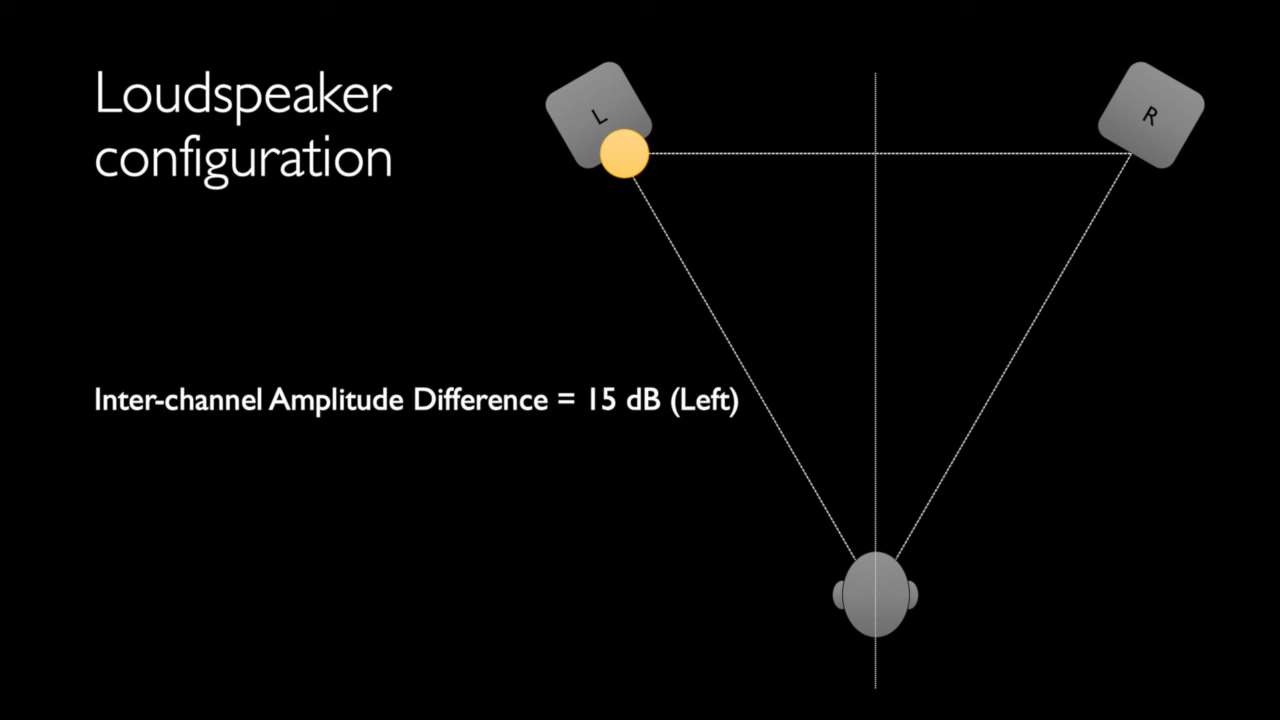 Loudspeaker
configuration
L
R
Inter-channel Amplitude Difference = 15 dB (Left)